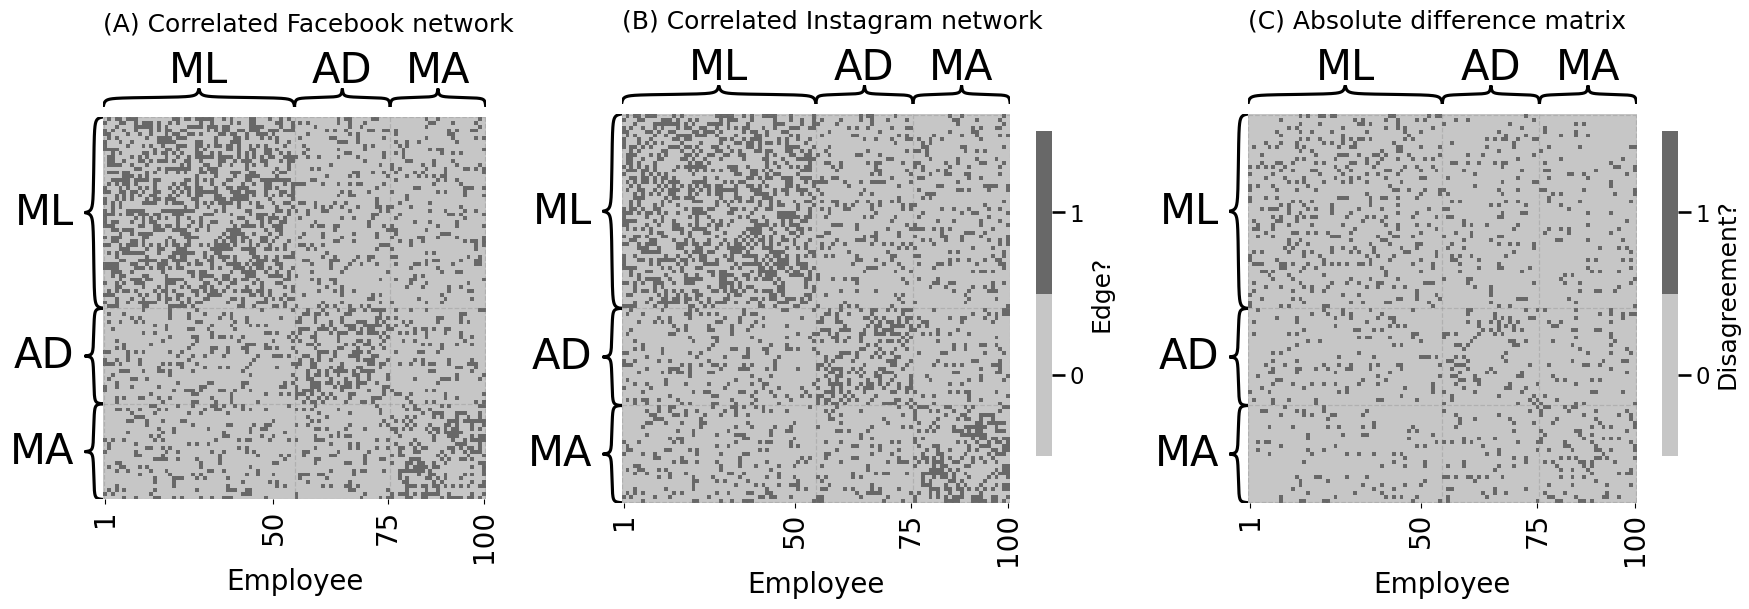 (A) Correlated Facebook network
ML AD MA
ML
AD
MA
1 50 75 100
Employee
(B) Correlated Instagram network
ML AD MA
ML
AD
MA
1 50 75 100
Employee
1
0
Edge?
(C) Absolute difference matrix
ML AD MA
ML
AD
MA
1 50 75 100
Employee
1
0
Disagreement?